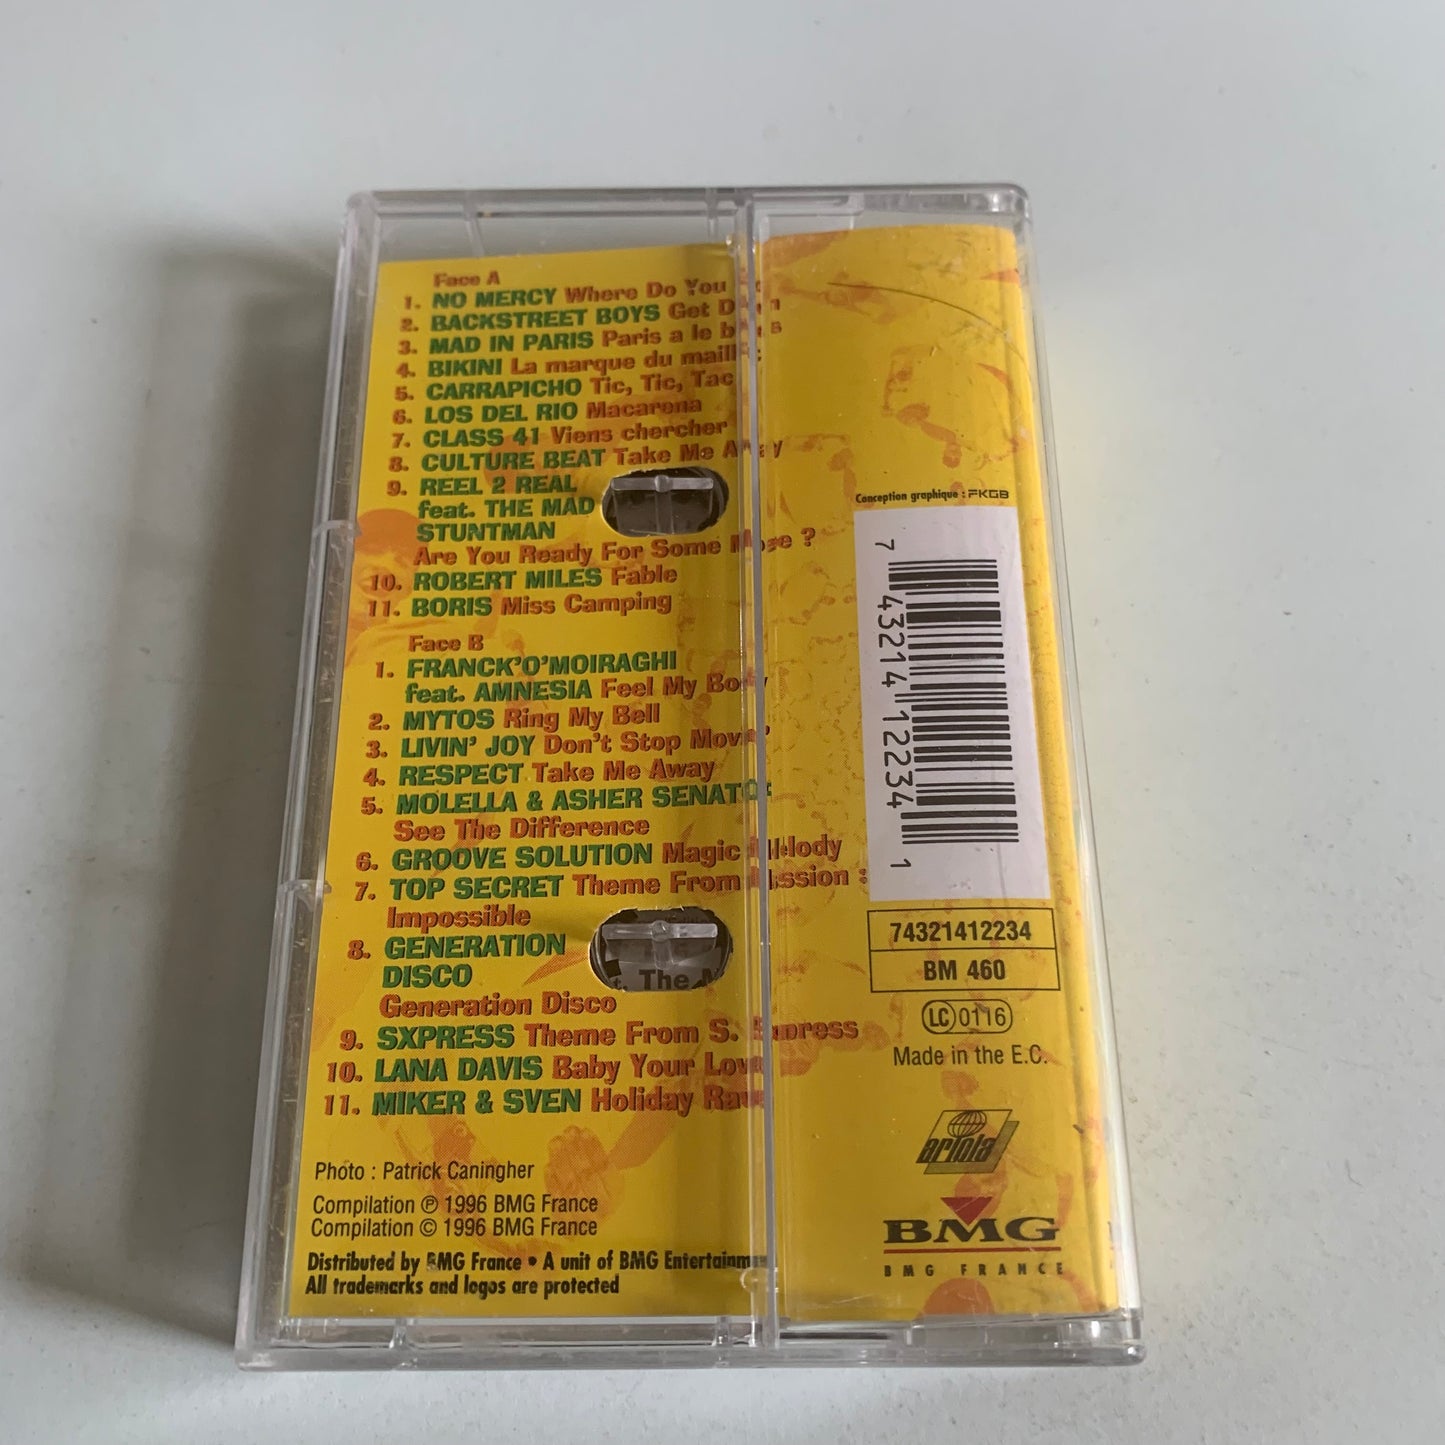 Face A
1. NO MERCY Where Do You
2. BACKSTREET BOYS Get
3. MAD IN PARIS Paris a le
4. BIKINI La marque du
5. CARRAPICHO Tic, Tic, Tac
6. LOS DEL RIO Macarena
7. CLASS 41 Viens chercher
8. CULTURE BEAT Take Me Away
9. REEL 2 REAL
feat. THE MAD
STUNTMAN
Are You Ready For Some More ?
10. ROBERT MILES Fable
11. BORIS Miss Camping
Face B
1. FRANCK'O'MOIRAGHI
feat. AMNESIA Feel My Body
2. MYTOS Ring My Bell
3. LIVIN' JOY Don't Stop
4. RESPECT Take Me Away
5. MOLELLA & ASHER SENATOR
See The Difference
6. GROOVE SOLUTION Magic Melody
7. TOP SECRET Theme From Mission :
Impossible
8. GENERATION
DISCO
Generation Disco
9. SXPRESS Theme From S. Express
10. LANA DAVIS Baby Your
11. MIKER & SVEN Holiday
Photo : Patrick Caningher
Compilation ℗ 1996 BMG France
Compilation © 1996 BMG France
Distributed by BMG France • A unit of BMG
All trademarks and logos are protected
. The
Conception graphique : FKGB
7 43214 12234 1
74321412234
BM 460
LC 0116
Made in the E.C.
ariola
BMG
BMG FRANCE